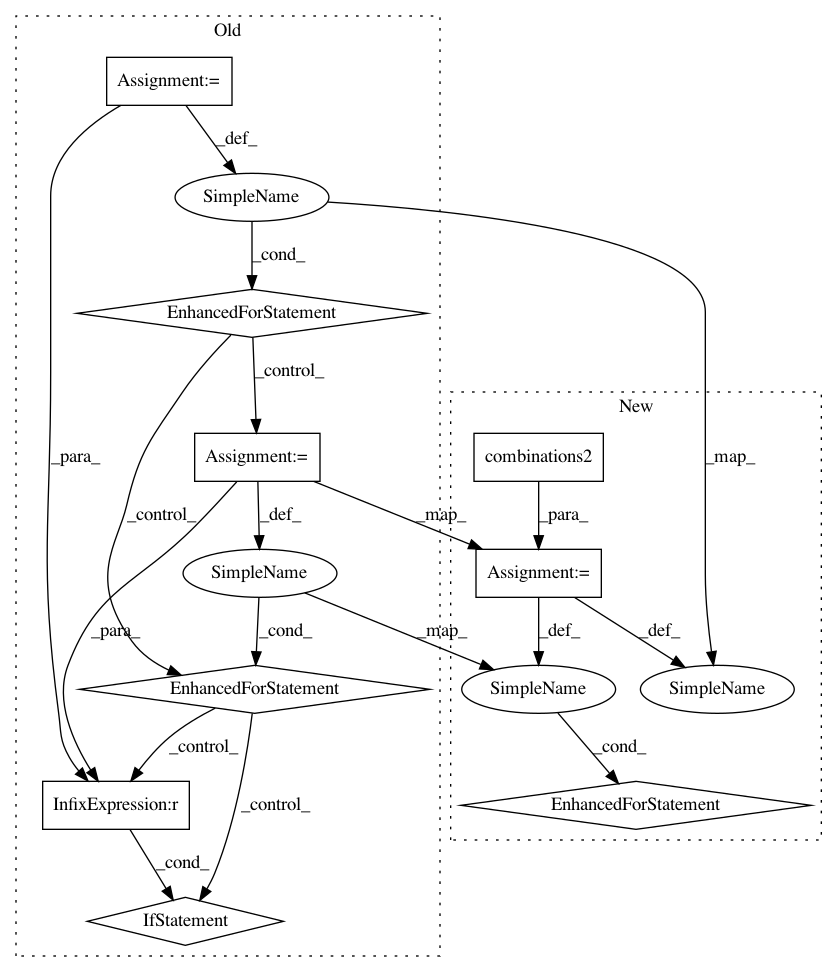 Old
Assignment:=
_def_
SimpleName
_cond_
EnhancedForStatement
_control_
New
Assignment:=
combinations2
_para_
_map_
_control_
_def_
_map_
_para_
SimpleName
Assignment:=
_para_
_cond_
_map_
_def_
_def_
EnhancedForStatement
SimpleName
SimpleName
_control_
_cond_
InfixExpression:r
_control_
EnhancedForStatement
_cond_
IfStatement